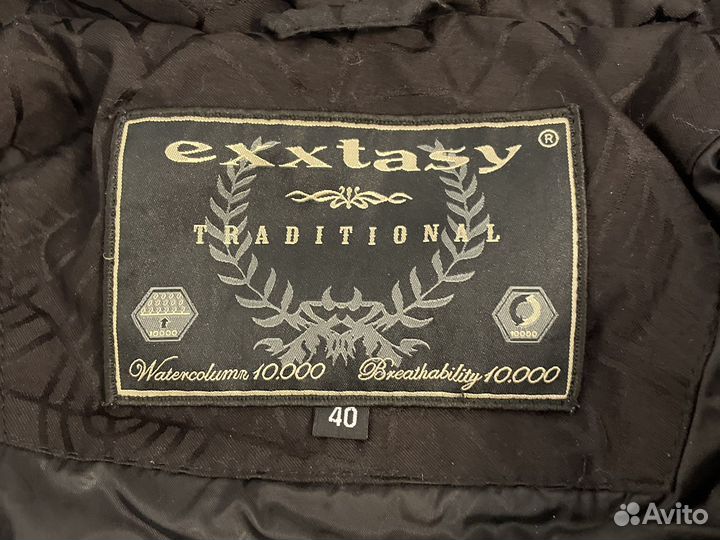 exxtasy ®
TRADITIONAL
10000
10000
Watercolumn 10.000 Breathability 10.000
40
Avito